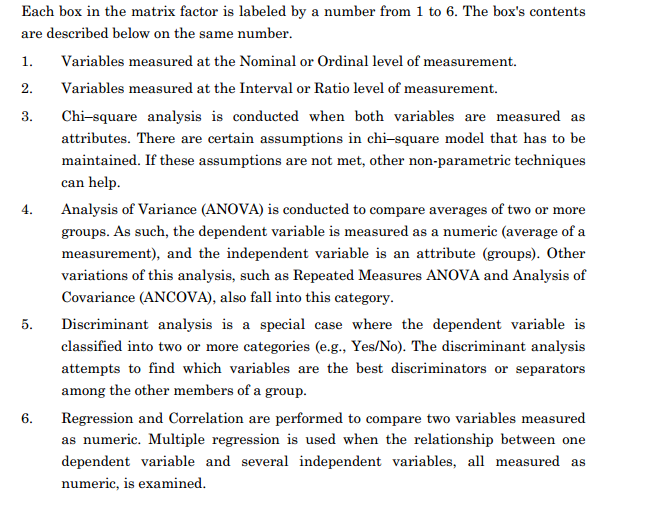 Each box in the matrix factor is labeled by a number from 1 to 6. The box's contents
are described below on the same number.
1. Variables measured at the Nominal or Ordinal level of measurement.
2. Variables measured at the Interval or Ratio level of measurement.
3. Chi–square analysis is conducted when both variables are measured as
attributes. There are certain assumptions in chi–square model that has to be
maintained. If these assumptions are not met, other non-parametric techniques
can help.
4. Analysis of Variance (ANOVA) is conducted to compare averages of two or more
groups. As such, the dependent variable is measured as a numeric (average of a
measurement), and the independent variable is an attribute (groups). Other
variations of this analysis, such as Repeated Measures ANOVA and Analysis of
Covariance (ANCOVA), also fall into this category.
5. Discriminant analysis is a special case where the dependent variable is
classified into two or more categories (e.g., Yes/No). The discriminant analysis
attempts to find which variables are the best discriminators or separators
among the other members of a group.
6. Regression and Correlation are performed to compare two variables measured
as numeric. Multiple regression is used when the relationship between one
dependent variable and several independent variables, all measured as
numeric, is examined.